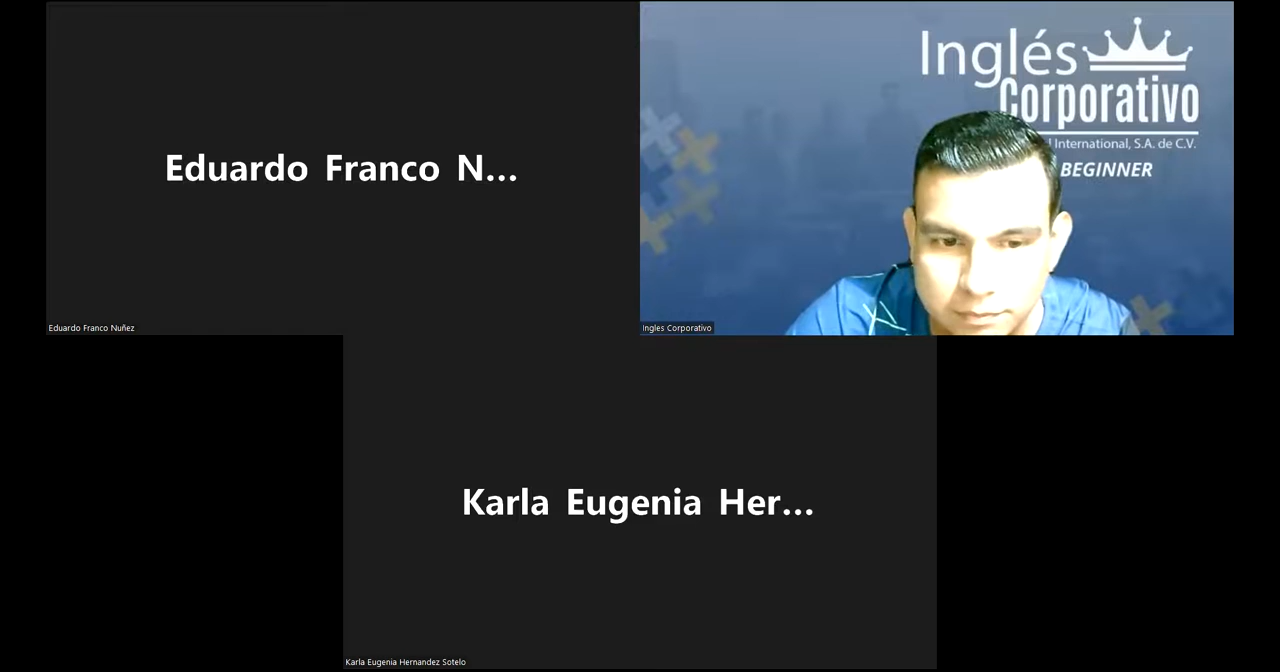 Eduardo Franco N...
Eduardo Franco Nuñez
Inglés
Corporativo
l International, S.A. de C.V.
BEGINNER
Ingles Corporativo
Karla Eugenia Her...
Karla Eugenia Hernandez Sotelo